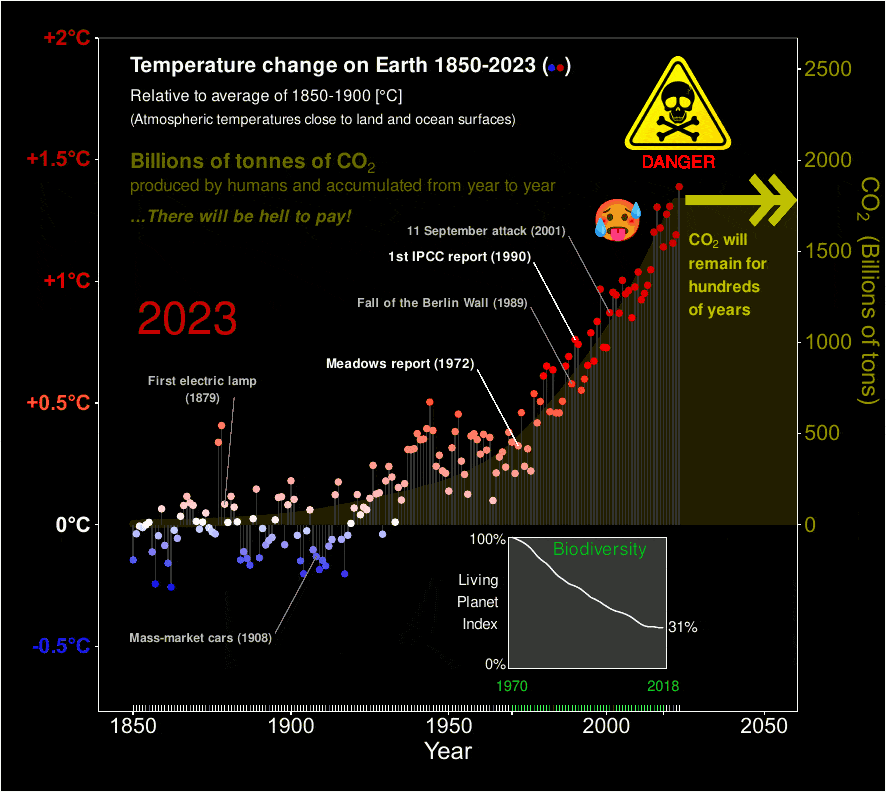 +2°C
+1.5°C
+1°C
+0.5°C
0°C
-0.5°C
Temperature change on Earth 1850-2023 ( )
Relative to average of 1850-1900 [°C]
(Atmospheric temperatures close to land and ocean surfaces)
Billions of tonnes of CO₂
produced by humans and accumulated from year to year
...There will be hell to pay!
2023
DANGER
11 September attack (2001)
1st IPCC report (1990)
Fall of the Berlin Wall (1989)
Meadows report (1972)
First electric lamp
(1879)
Mass-market cars (1908)
CO₂ will
remain for
hundreds
of years
2500
2000
1500
1000
500
0
CO₂ (Billions of tons)
Biodiversity
100%
Living
Planet
Index
0%
31%
1970
2018
1850
1900
1950
2000
2050
Year